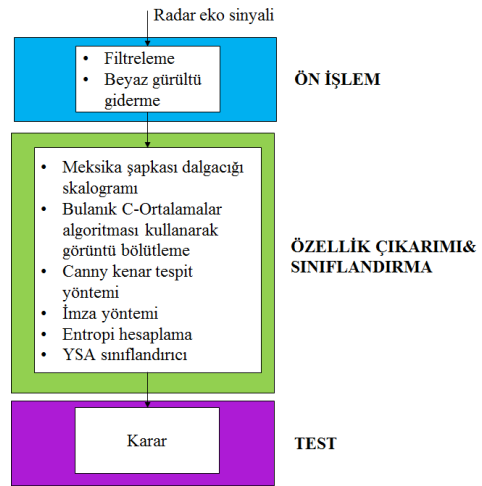 Radar eko sinyali
• Filtreleme
• Beyaz gürültü
giderme
ÖN İŞLEM
• Meksika şapkası dalgacığı
skalogramı
• Bulanık C-Ortalamalar
algoritması kullanarak
görüntü bölütleme
• Canny kenar tespit
yöntemi
• İmza yöntemi
• Entropi hesaplama
• YSA sınıflandırıcı
ÖZELLİK ÇIKARIMI&
SINIFLANDIRMA
Karar
TEST